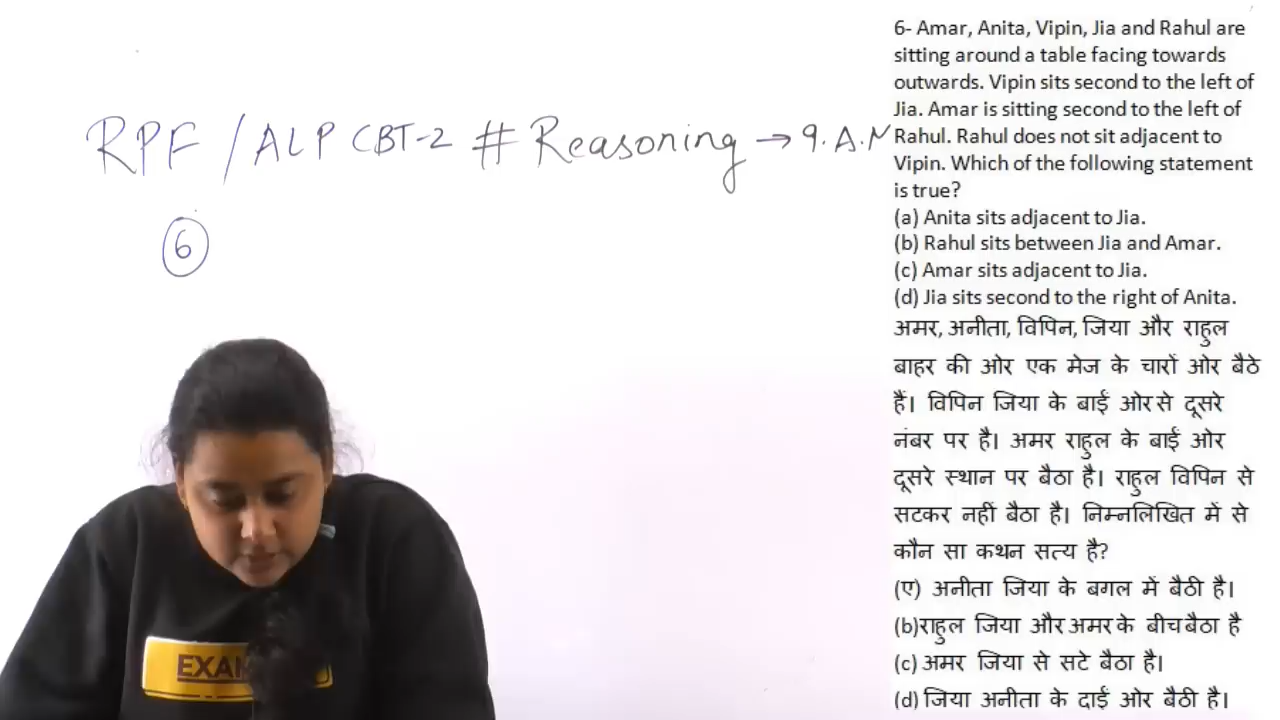 RPF / ALP CBT-2 # Reasoning → 9.A.M
6
6- Amar, Anita, Vipin, Jia and Rahul are
sitting around a table facing towards
outwards. Vipin sits second to the left of
Jia. Amar is sitting second to the left of
Rahul. Rahul does not sit adjacent to
Vipin. Which of the following statement
is true?
(a) Anita sits adjacent to Jia.
(b) Rahul sits between Jia and Amar.
(c) Amar sits adjacent to Jia.
(d) Jia sits second to the right of Anita.
अमर, अनीता, विपिन, जिया और राहुल
बाहर की ओर एक मेज के चारों ओर बैठे
हैं। विपिन जिया के बाईं ओर से दूसरे
नंबर पर है। अमर राहुल के बाईं ओर
दूसरे स्थान पर बैठा है। राहुल विपिन से
सटकर नहीं बैठा है। निम्नलिखित में से
कौन सा कथन सत्य है?
(ए) अनीता जिया के बगल में बैठी है।
(b)राहुल जिया और अमर के बीच बैठा है
(c) अमर जिया से सटे बैठा है।
(d) जिया अनीता के दाईं ओर बैठी है।